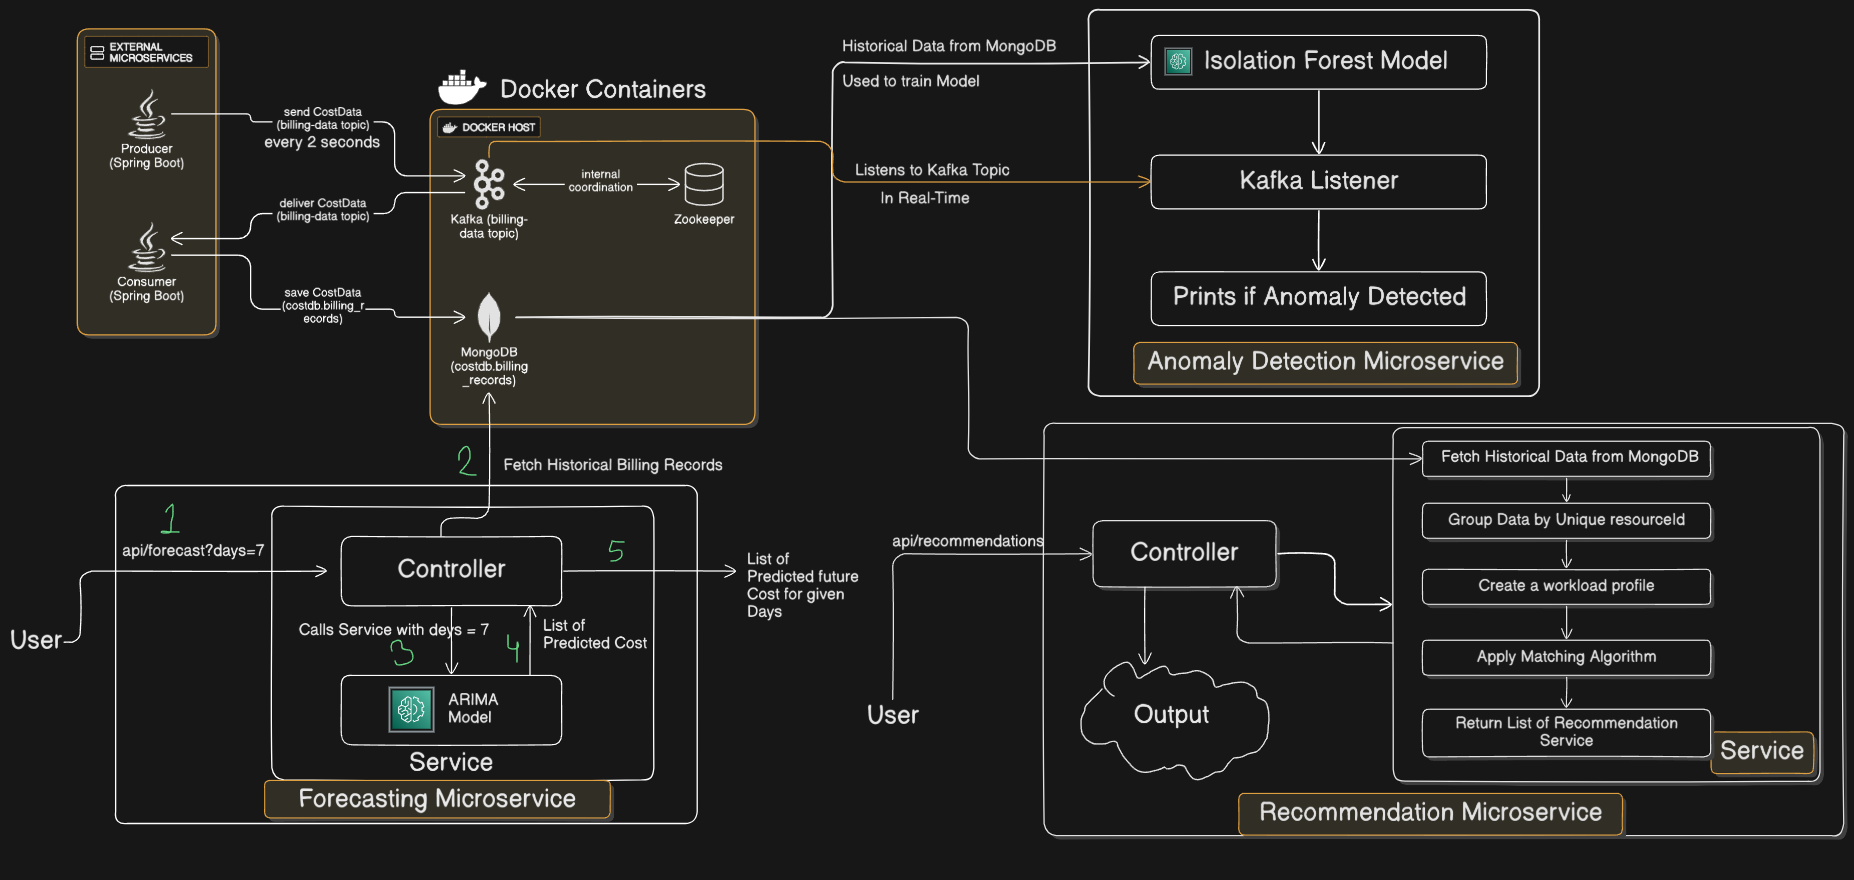 EXTERNAL
MICROSERVICES
Producer
(Spring Boot)
send CostData
(billing-data topic)
every 2 seconds
deliver CostData
(billing-data topic)
Consumer
(Spring Boot)
save CostData
(costdb.billing_r
ecords)
Docker Containers
DOCKER HOST
Kafka (billing-
data topic)
internal
coordination
Zookeeper
MongoDB
(costdb.billing
_records)
Historical Data from MongoDB
Used to train Model
Listens to Kafka Topic
In Real-Time
Isolation Forest Model
Kafka Listener
Prints if Anomaly Detected
Anomaly Detection Microservice
2
Fetch Historical Billing Records
1
api/forecast?days=7
User
Controller
5
List of
Predicted future
Cost for given
Days
Calls Service with deys = 7
3
4
List of
Predicted Cost
ARIMA
Model
Service
Forecasting Microservice
api/recommendations
User
Controller
Output
Fetch Historical Data from MongoDB
Group Data by Unique resourceId
Create a workload profile
Apply Matching Algorithm
Return List of Recommendation
Service
Service
Recommendation Microservice